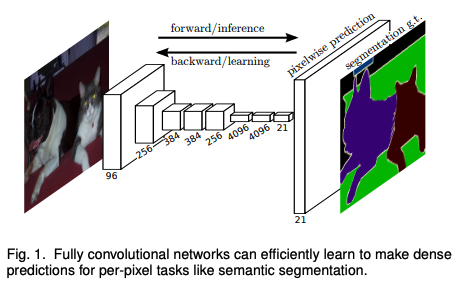 forward/inference
backward/learning
pixelwise prediction
segmentation g.t.
96
256
384
384
256
4096
4096
21
21
Fig. 1. Fully convolutional networks can efficiently learn to make dense
predictions for per-pixel tasks like semantic segmentation.